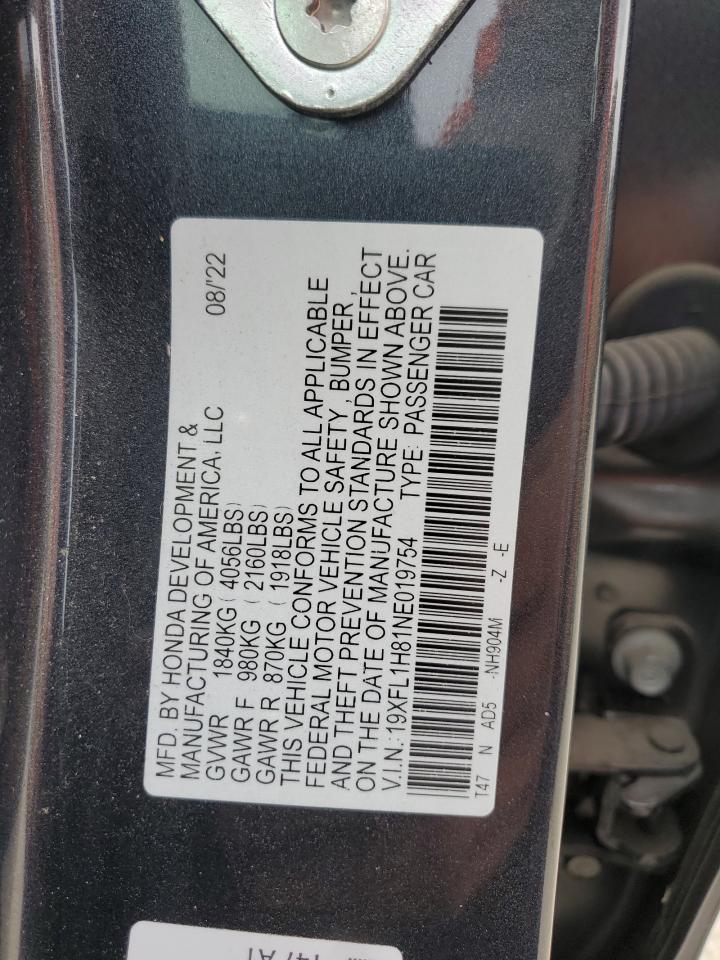 MFD. BY HONDA DEVELOPMENT &
MANUFACTURING OF AMERICA, LLC 08/'22
GVWR 1840KG (4056LBS)
GAWR F 980KG (2160LBS)
GAWR R 870KG (1918LBS)
THIS VEHICLE CONFORMS TO ALL APPLICABLE
FEDERAL MOTOR VEHICLE SAFETY , BUMPER ,
AND THEFT PREVENTION STANDARDS IN EFFECT
ON THE DATE OF MANUFACTURE SHOWN ABOVE.
V.I.N.:19XFL1H81NE019754 TYPE: PASSENGER CAR
T47 N AD5 -NH904M -Z -E